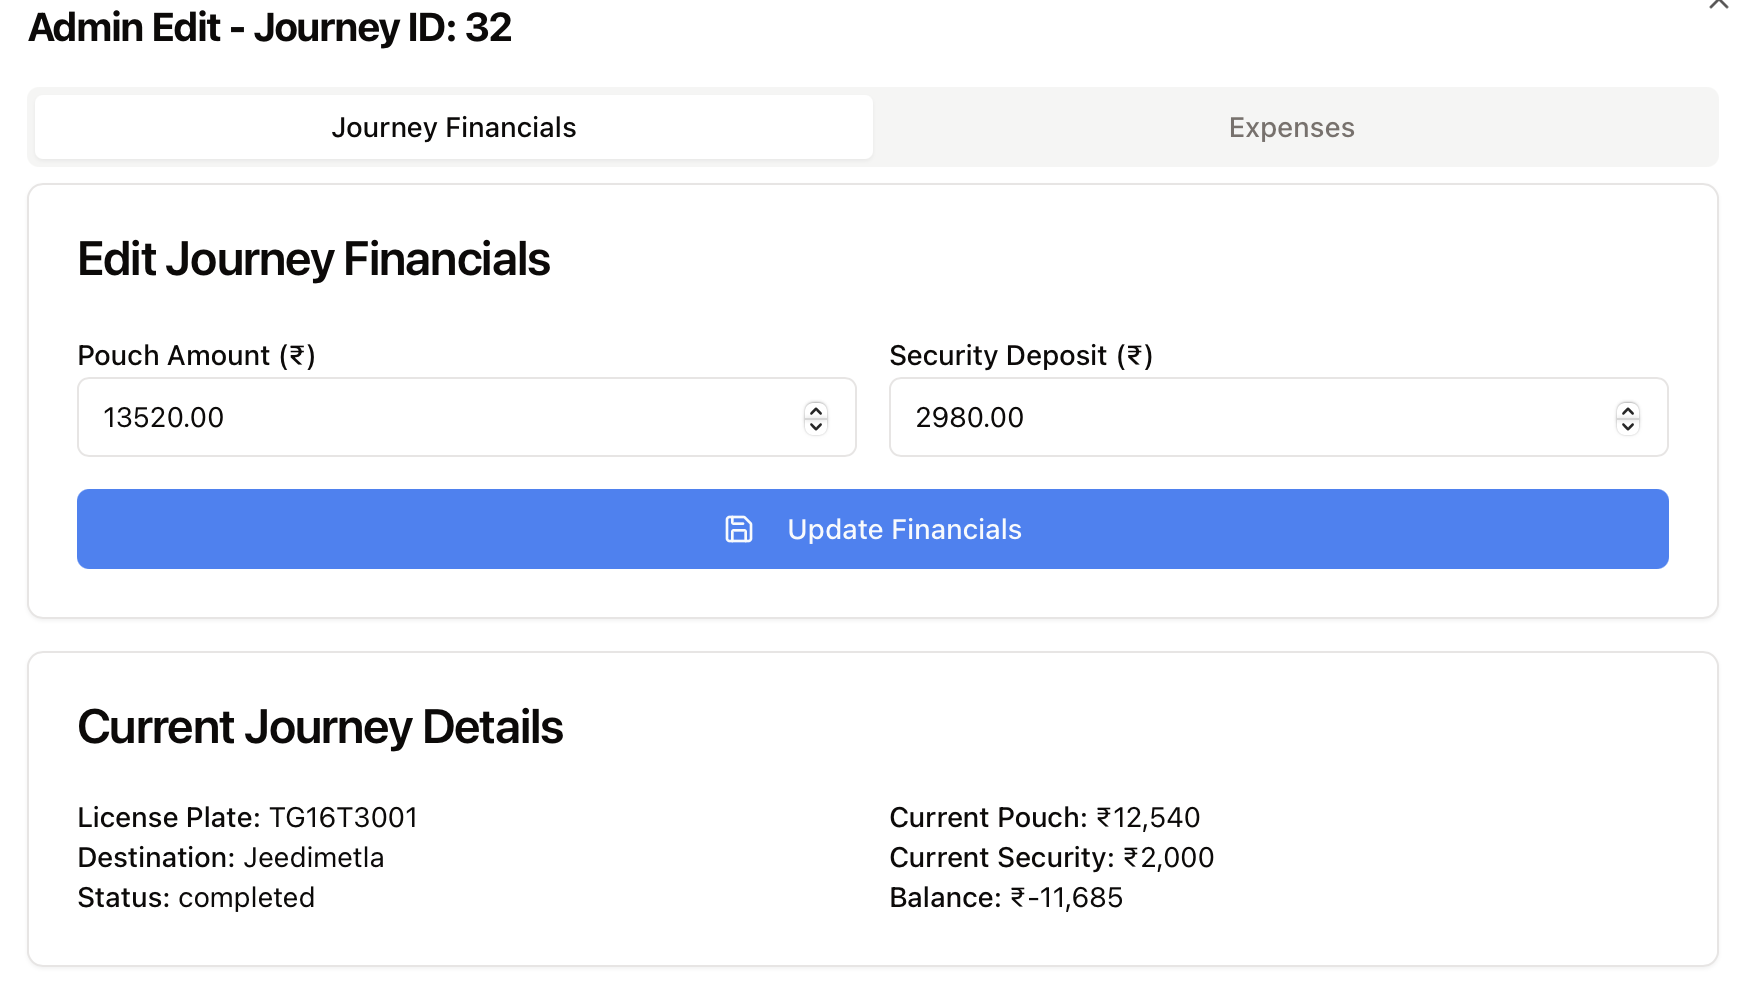 Admin Edit - Journey ID: 32
Journey Financials
Expenses
Edit Journey Financials
Pouch Amount (₹)
Security Deposit (₹)
13520.00
2980.00
Update Financials
Current Journey Details
License Plate: TG16T3001
Destination: Jeedimetla
Status: completed
Current Pouch: ₹12,540
Current Security: ₹2,000
Balance: ₹-11,685